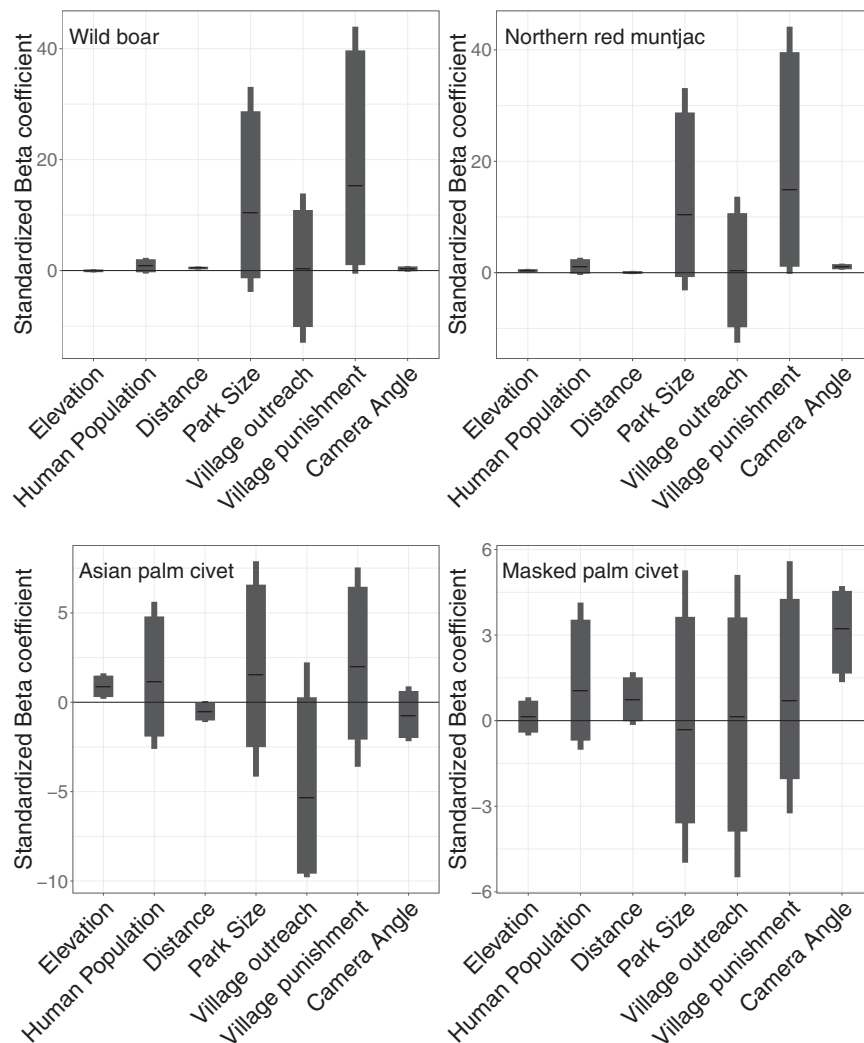 Wild boar
Standardized Beta coefficient
40
20
0
Elevation
Human Population
Distance
Park Size
Village outreach
Village punishment
Camera Angle
Northern red muntjac
Standardized Beta coefficient
40
20
0
Elevation
Human Population
Distance
Park Size
Village outreach
Village punishment
Camera Angle
Asian palm civet
Standardized Beta coefficient
5
0
−5
−10
Elevation
Human Population
Distance
Park Size
Village outreach
Village punishment
Camera Angle
Masked palm civet
Standardized Beta coefficient
6
3
0
−3
−6
Elevation
Human Population
Distance
Park Size
Village outreach
Village punishment
Camera Angle